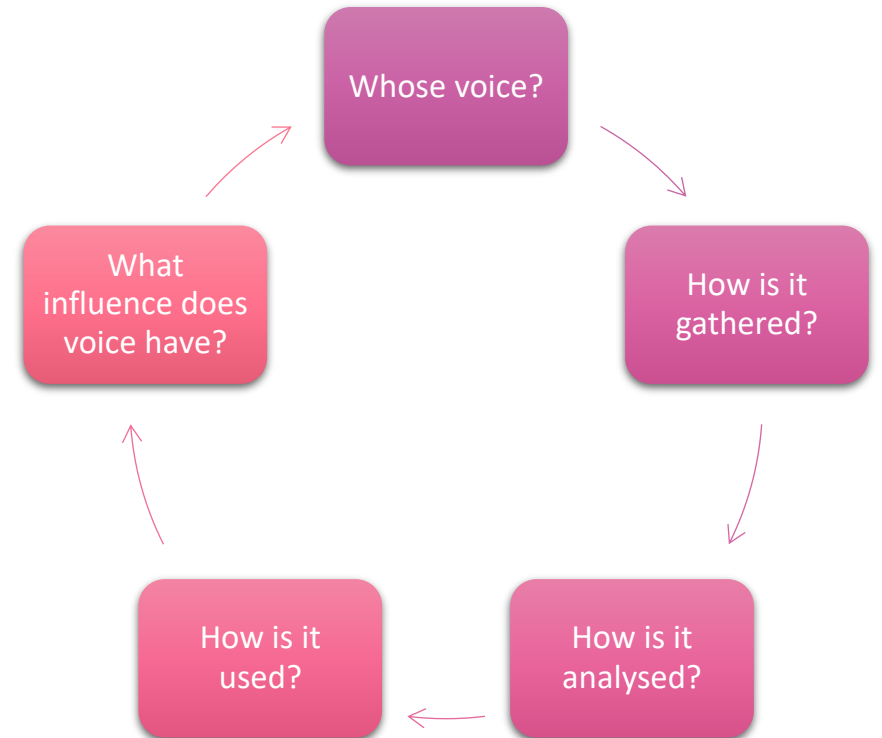 Whose voice?
How is it
gathered?
How is it
analysed?
How is it
used?
What
influence does
voice have?